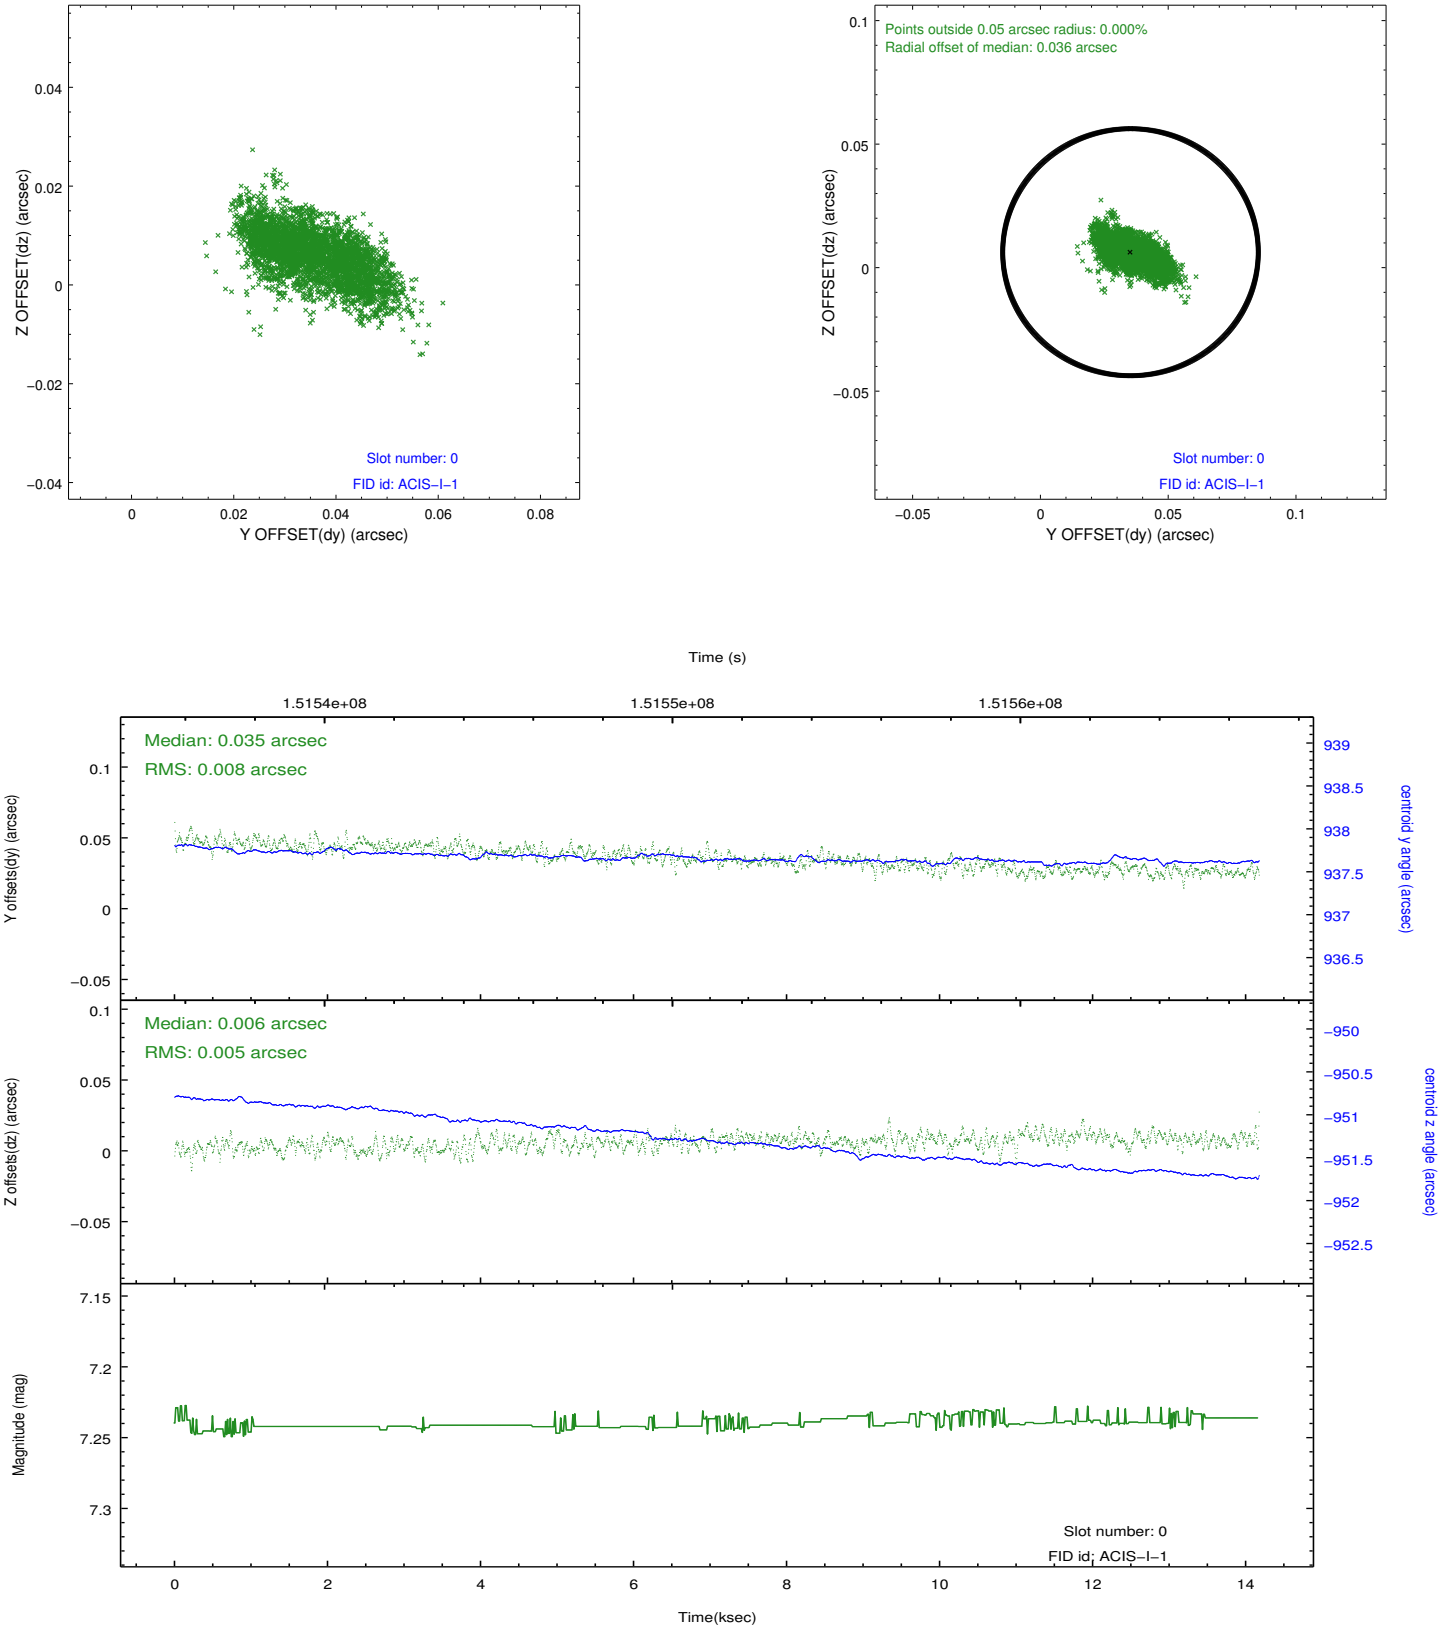 0.04
0.02
0
−0.02
−0.04
Z OFFSET(dz) (arcsec)
Slot number: 0
FID id: ACIS−I−1
0
0.02
0.04
0.06
0.08
Y OFFSET(dy) (arcsec)
Points outside 0.05 arcsec radius: 0.000%
Radial offset of median: 0.036 arcsec
0.1
0.05
0
−0.05
Z OFFSET(dz) (arcsec)
Slot number: 0
FID id: ACIS−I−1
−0.05
0
0.05
0.1
Y OFFSET(dy) (arcsec)
Time (s)
1.5154e+08
1.5155e+08
1.5156e+08
Median: 0.035 arcsec
RMS: 0.008 arcsec
0.1
0.05
0
−0.05
Y offsets(dy) (arcsec)
939
938.5
938
937.5
937
936.5
centroid y angle (arcsec)
Median: 0.006 arcsec
RMS: 0.005 arcsec
0.1
0.05
0
−0.05
Z offsets(dz) (arcsec)
−950
−950.5
−951
−951.5
−952
−952.5
centroid z angle (arcsec)
7.15
7.2
7.25
7.3
Magnitude (mag)
Slot number: 0
FID id: ACIS−I−1
0
2
4
6
8
10
12
14
Time(ksec)